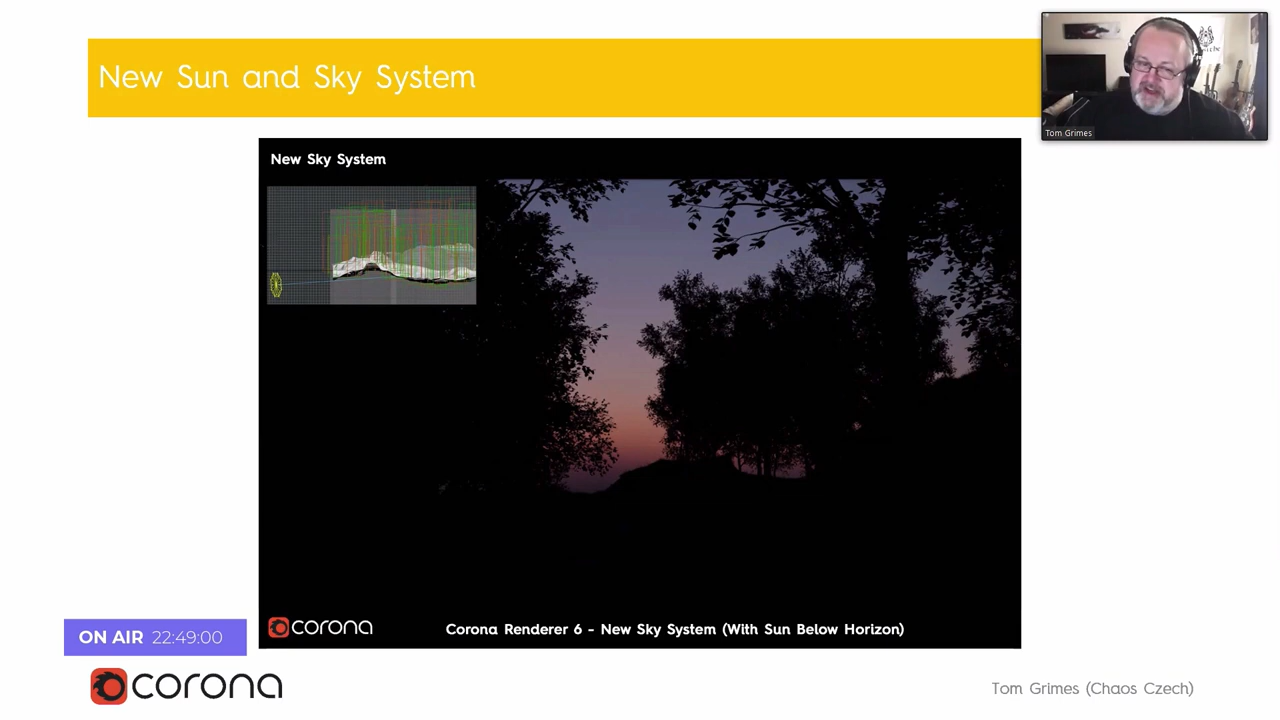 New Sun and Sky System
Tom Grimes
New Sky System
corona
Corona Renderer 6 - New Sky System (With Sun Below Horizon)
ON AIR 22:49:00
corona
Tom Grimes (Chaos Czech)